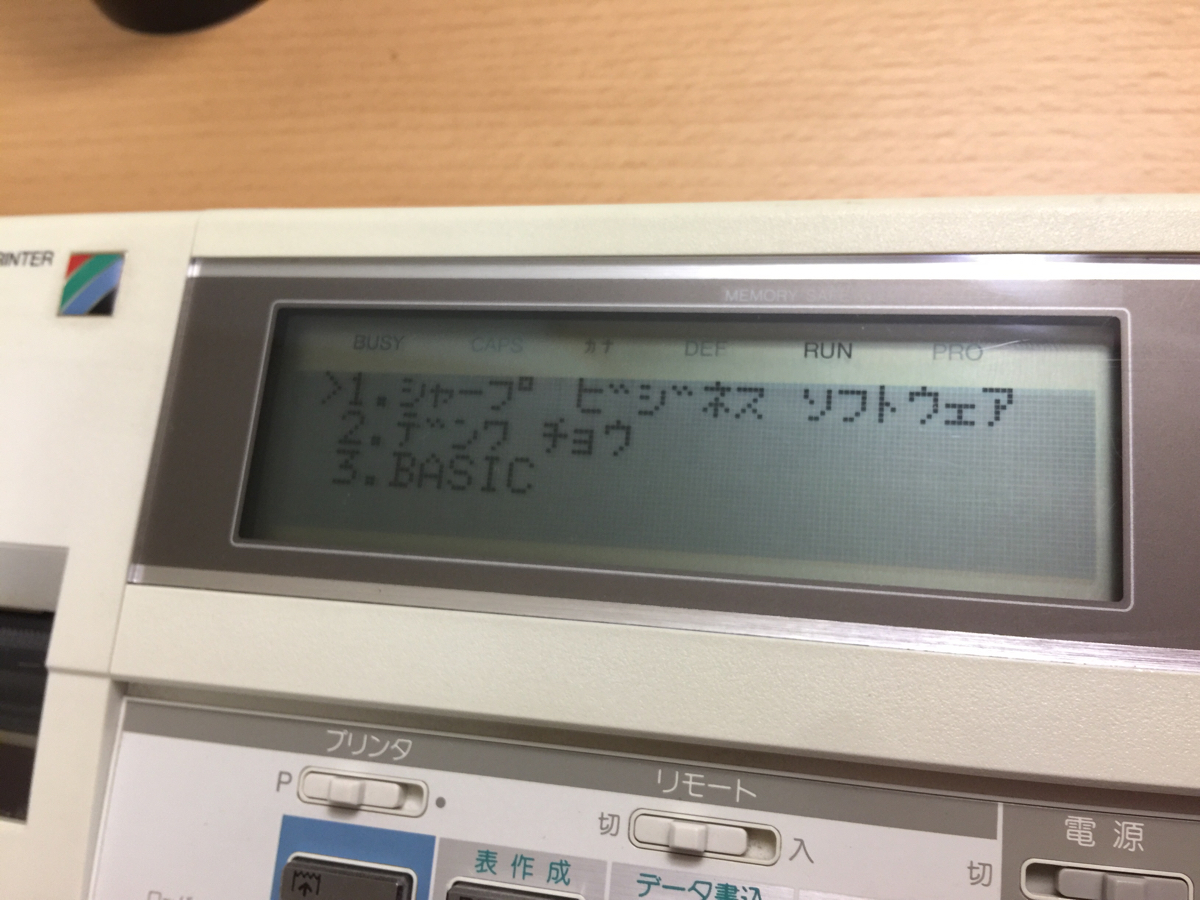 RINTER
MEMORY SAFE
BUSY CAPS カナ DEF RUN PRO
>1.シャープ ビジネス ソフトウェア
2.デンワ チョウ
3.BASIC
プリンタ
P •
リモート
切 入
電源
切
表作成
データ書込